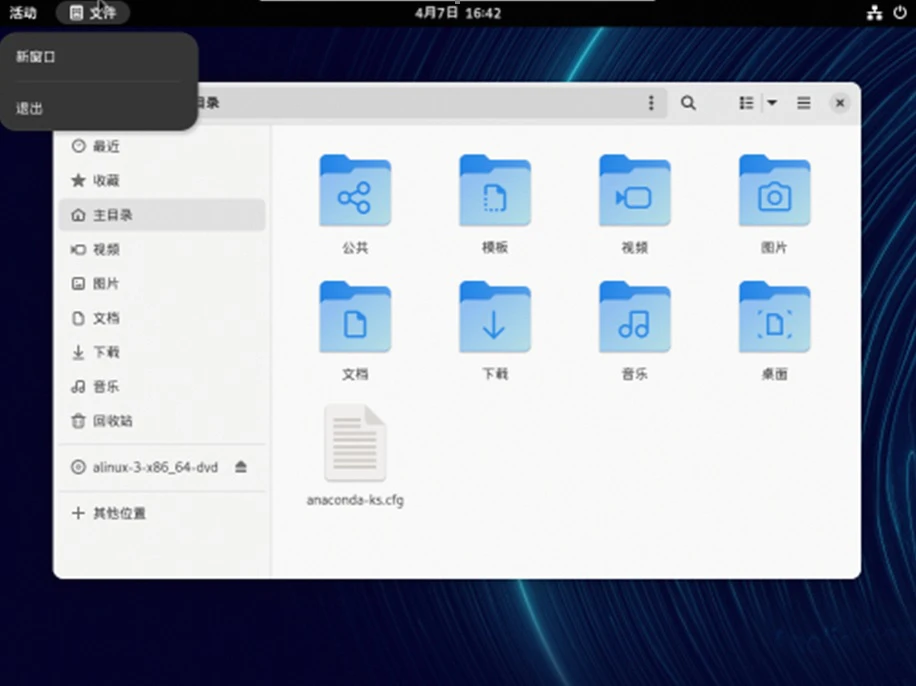 活动
文件
4月7日 16:42
新窗口
退出
目录
最近
收藏
主目录
视频
图片
文档
下载
音乐
回收站
alinux-3-x86_64-dvd
其他位置
公共
模板
视频
图片
文档
下载
音乐
桌面
anaconda-ks.cfg